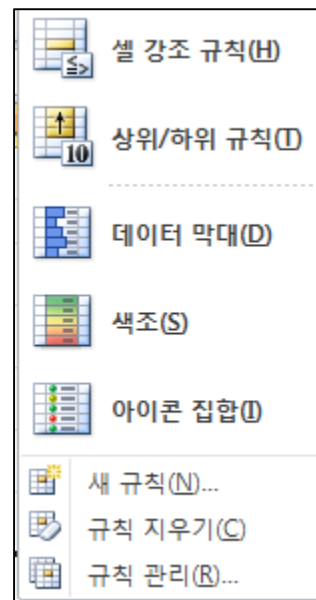 셀 강조 규칙(H)
상위/하위 규칙(T)
10
데이터 막대(D)
색조(S)
아이콘 집합(I)
새 규칙(N)...
규칙 지우기(C)
규칙 관리(R)...